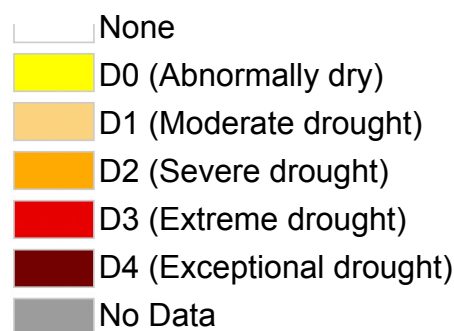 None
D0 (Abnormally dry)
D1 (Moderate drought)
D2 (Severe drought)
D3 (Extreme drought)
D4 (Exceptional drought)
No Data